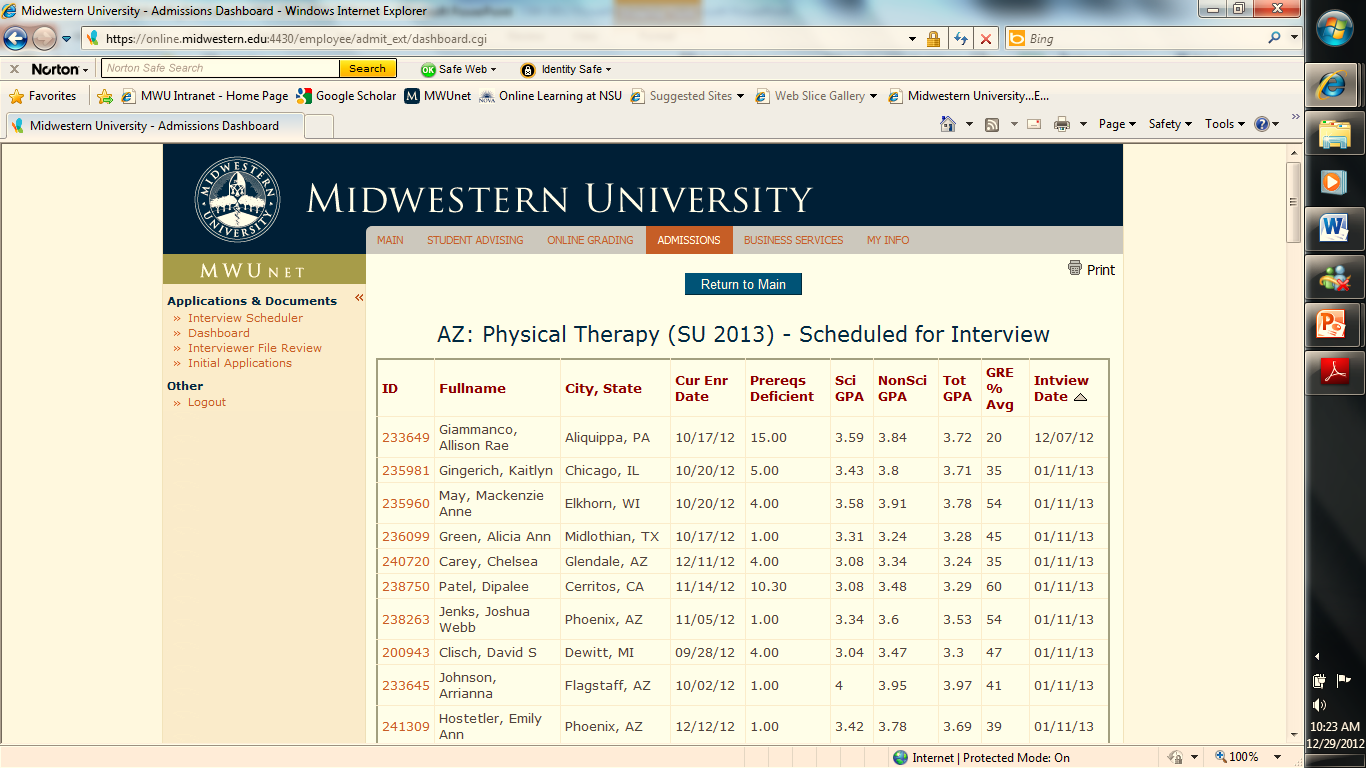 Midwestern University - Admissions Dashboard - Windows Internet Explorer
https://online.midwestern.edu:4430/employee/admit_ext/dashboard.cgi
Bing
Norton
Norton Safe Search
Search
OK Safe Web
Identity Safe
Favorites
MWU Intranet - Home Page
Google Scholar
MWUnet
Online Learning at NSU
Suggested Sites
Web Slice Gallery
Midwestern University...E...
Midwestern University - Admissions Dashboard
Page
Safety
Tools
MIDWESTERN UNIVERSITY
MIDWESTERN UNIVERSITY
MAIN STUDENT ADVISING ONLINE GRADING ADMISSIONS BUSINESS SERVICES MY INFO
MWUNET
Applications & Documents «
» Interview Scheduler
» Dashboard
» Interviewer File Review
» Initial Applications
Other
» Logout
Print
Return to Main
AZ: Physical Therapy (SU 2013) - Scheduled for Interview
ID Fullname City, State Cur Enr Date Prereqs Deficient Sci GPA NonSci GPA Tot GPA GRE % Avg Intview Date
233649 Giammanco, Allison Rae Aliquippa, PA 10/17/12 15.00 3.59 3.84 3.72 20 12/07/12
235981 Gingerich, Kaitlyn Chicago, IL 10/20/12 5.00 3.43 3.8 3.71 35 01/11/13
235960 May, Mackenzie Anne Elkhorn, WI 10/20/12 4.00 3.58 3.91 3.78 54 01/11/13
236099 Green, Alicia Ann Midlothian, TX 10/17/12 1.00 3.31 3.24 3.28 45 01/11/13
240720 Carey, Chelsea Glendale, AZ 12/11/12 4.00 3.08 3.34 3.24 35 01/11/13
238750 Patel, Dipalee Cerritos, CA 11/14/12 10.30 3.08 3.48 3.29 60 01/11/13
238263 Jenks, Joshua Webb Phoenix, AZ 11/05/12 1.00 3.34 3.6 3.53 54 01/11/13
200943 Clisch, David S Dewitt, MI 09/28/12 4.00 3.04 3.47 3.3 47 01/11/13
233645 Johnson, Arrianna Flagstaff, AZ 10/02/12 1.00 4 3.95 3.97 41 01/11/13
241309 Hostetler, Emily Ann Phoenix, AZ 12/12/12 1.00 3.42 3.78 3.69 39 01/11/13
Internet | Protected Mode: On
100%
10:23 AM
12/29/2012